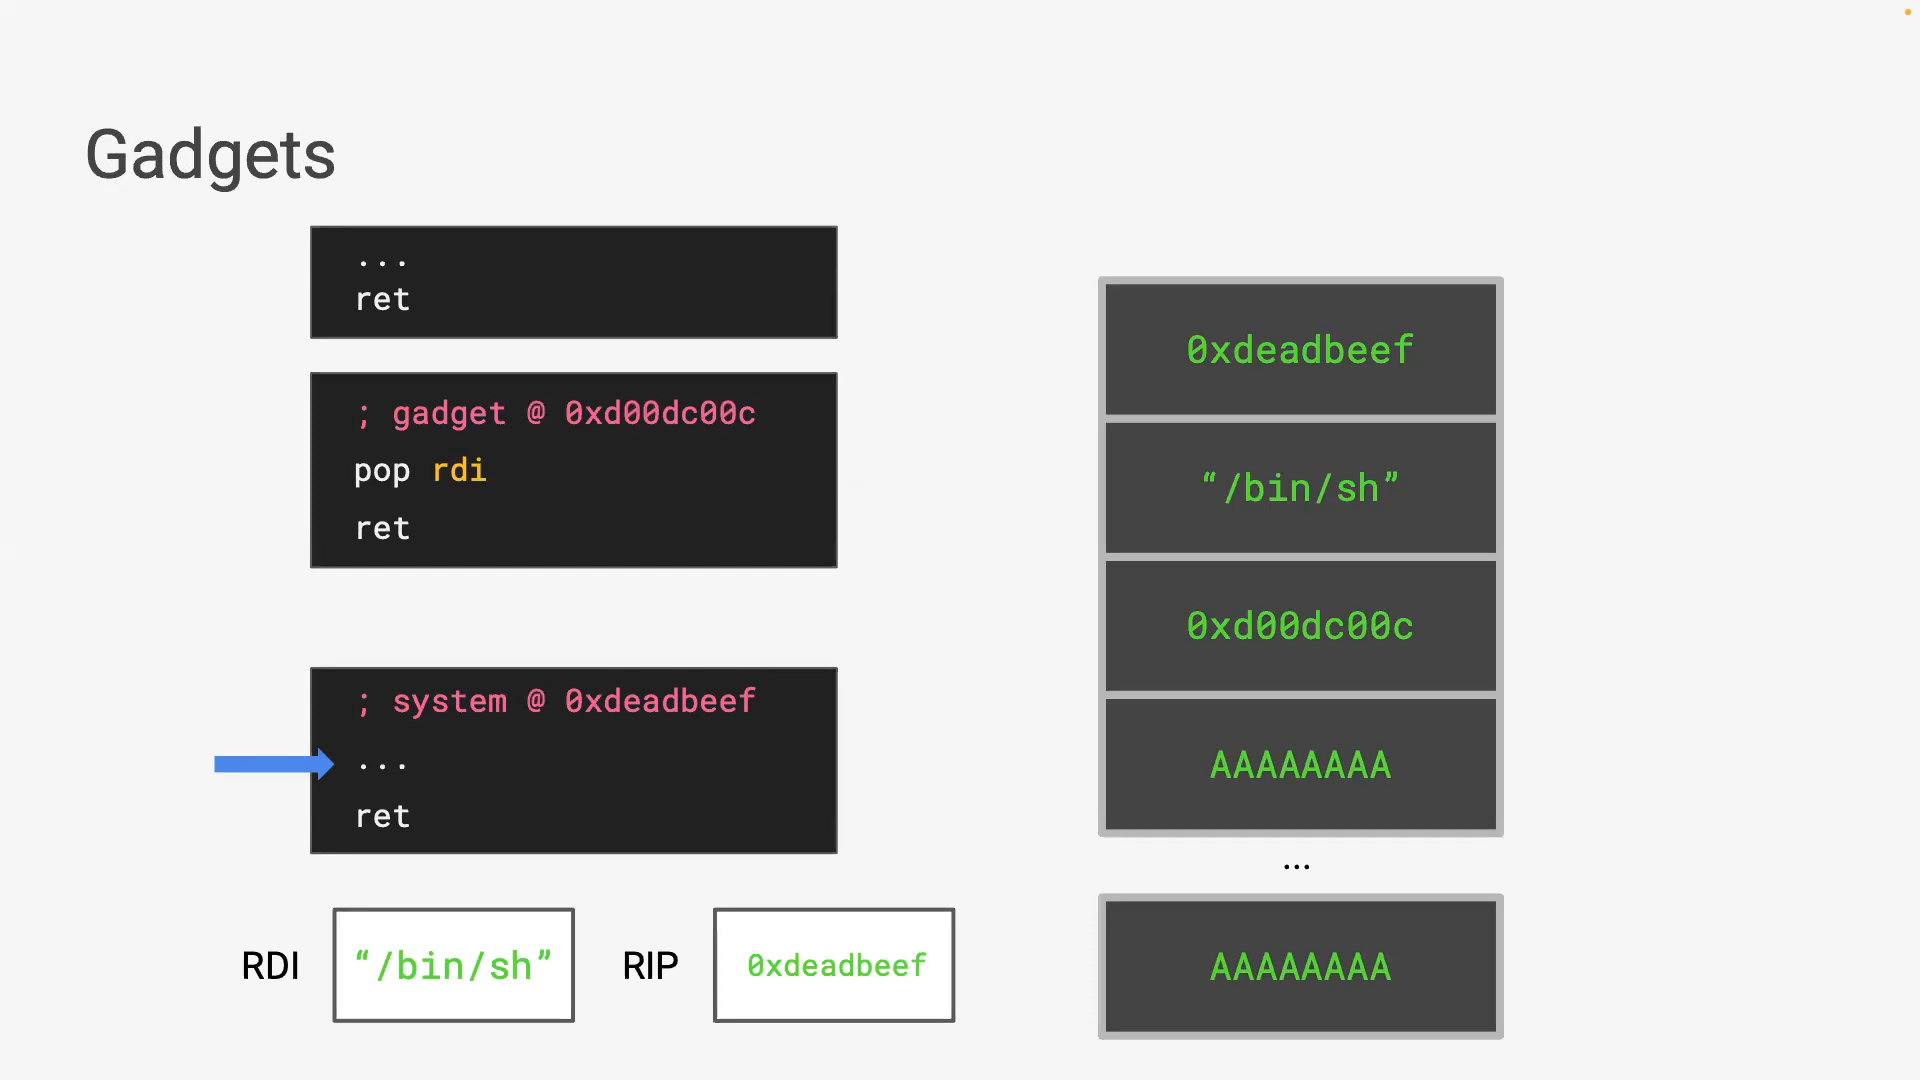 Gadgets
...
ret
; gadget @ 0xd00dc00c
pop rdi
ret
; system @ 0xdeadbeef
...
ret
RDI
“/bin/sh”
RIP
0xdeadbeef
0xdeadbeef
“/bin/sh”
0xd00dc00c
AAAAAAAA
...
AAAAAAAA